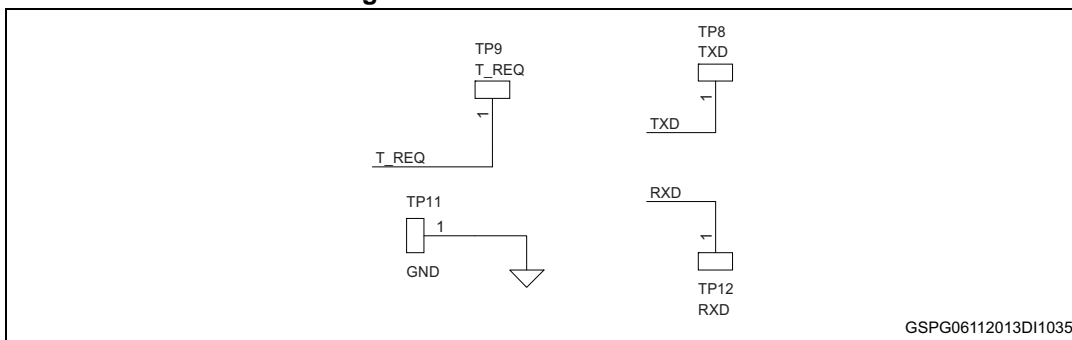 TP9
T_REQ
1
T_REQ
TP8
TXD
1
TXD
TP11
1
GND
RXD
1
TP12
RXD
GSPG06112013DI1035